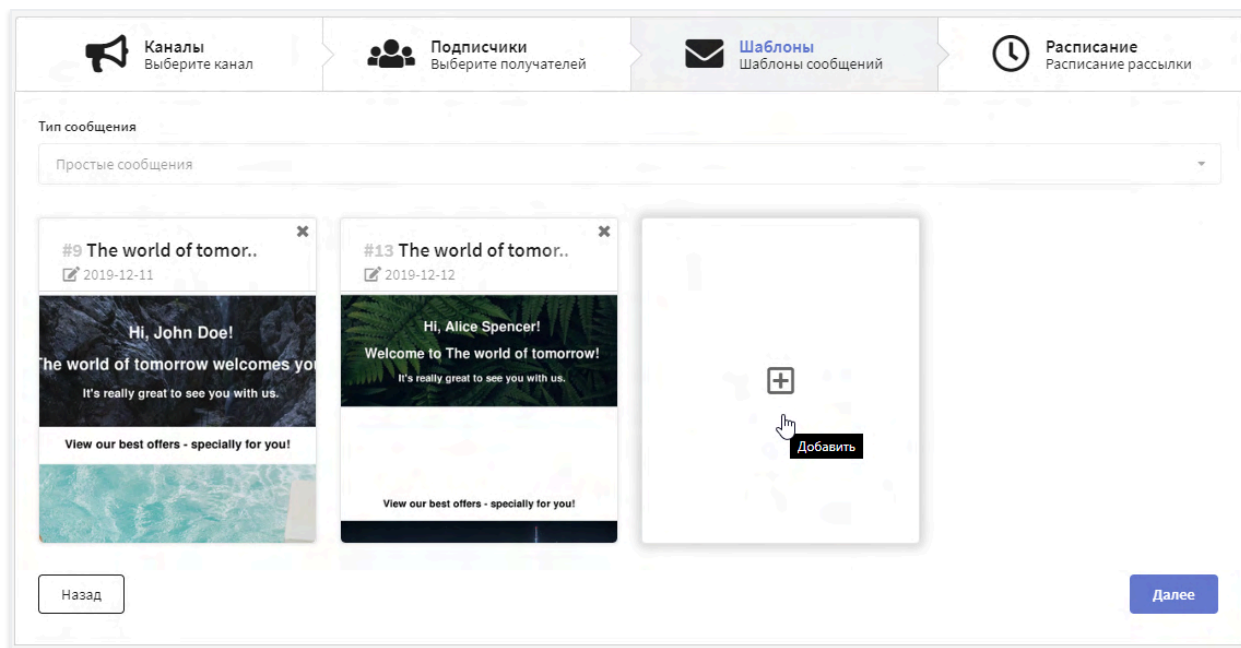 Каналы
Выберите канал
Подписчики
Выберите получателей
Шаблоны
Шаблоны сообщений
Расписание
Расписание рассылки
Тип сообщения
Простые сообщения
#9 The world of tomor..
2019-12-11
Hi, John Doe!
The world of tomorrow welcomes you
It's really great to see you with us.
View our best offers - specially for you!
#13 The world of tomor..
2019-12-12
Hi, Alice Spencer!
Welcome to The world of tomorrow!
It's really great to see you with us.
View our best offers - specially for you!
Добавить
Назад
Далее